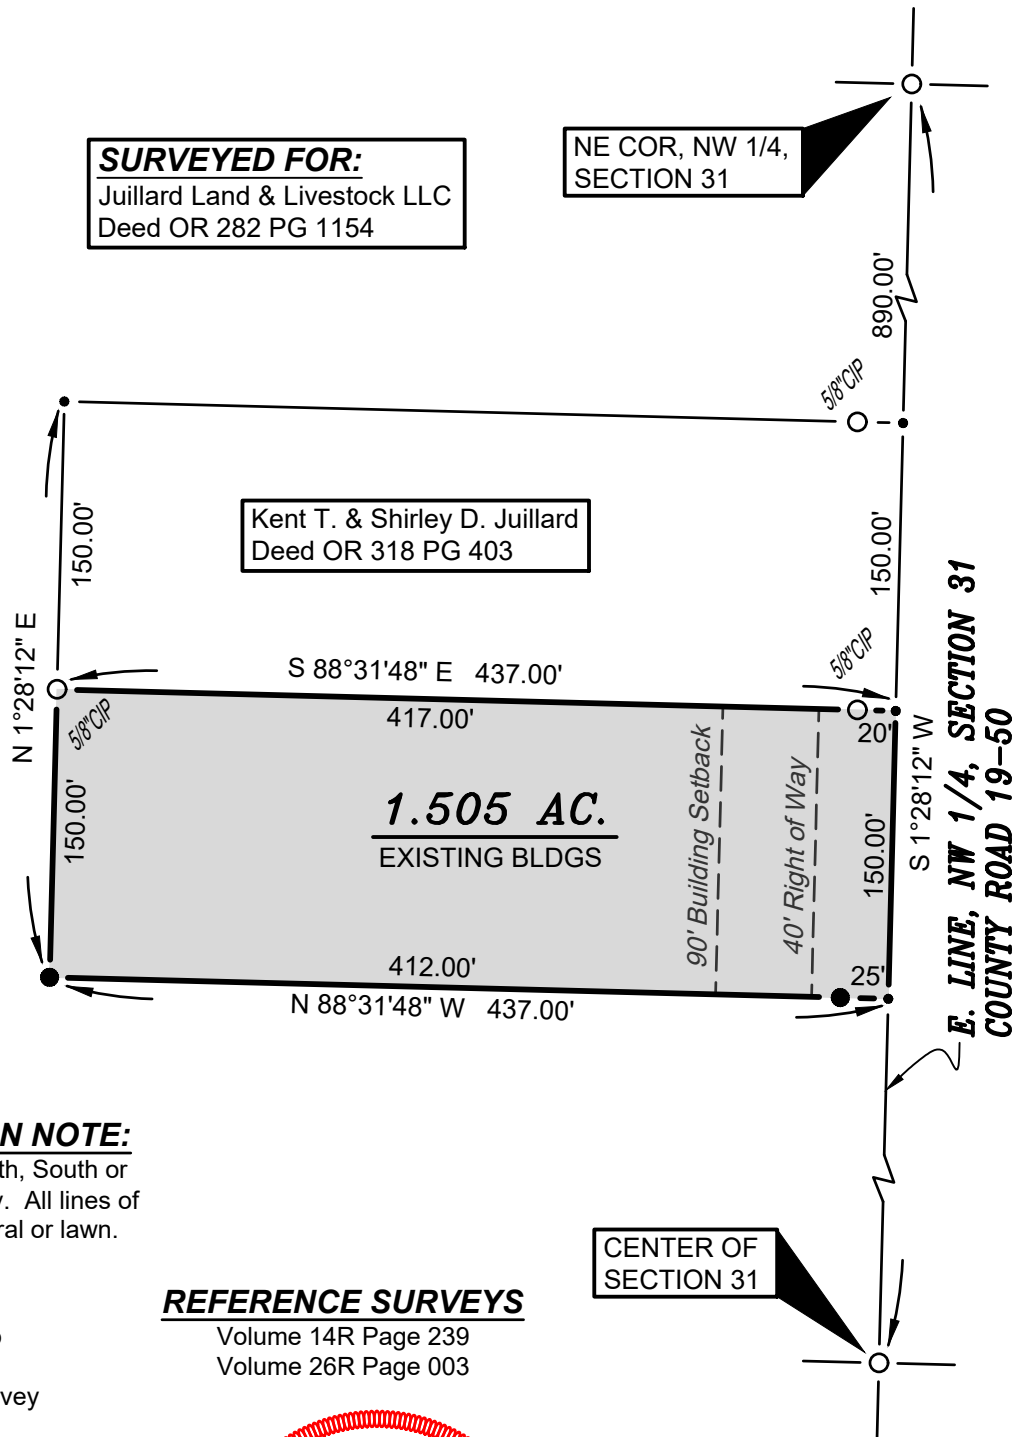 SURVEYED FOR:
Juillard Land & Livestock LLC
Deed OR 282 PG 1154
NE COR, NW 1/4,
SECTION 31
890.00'
5/8"CIP
150.00'
Kent T. & Shirley D. Juillard
Deed OR 318 PG 403
150.00'
N 1°28'12" E
5/8"CIP
S 88°31'48" E 437.00'
5/8"CIP
417.00'
20'
150.00'
1.505 AC.
EXISTING BLDGS
90' Building Setback
40' Right of Way
150.00'
S 1°28'12" W
E. LINE, NW 1/4, SECTION 31
COUNTY ROAD 19-50
412.00'
25'
N 88°31'48" W 437.00'
N NOTE:
th, South or
. All lines of
ral or lawn.
CENTER OF
SECTION 31
REFERENCE SURVEYS
Volume 14R Page 239
Volume 26R Page 003
vey